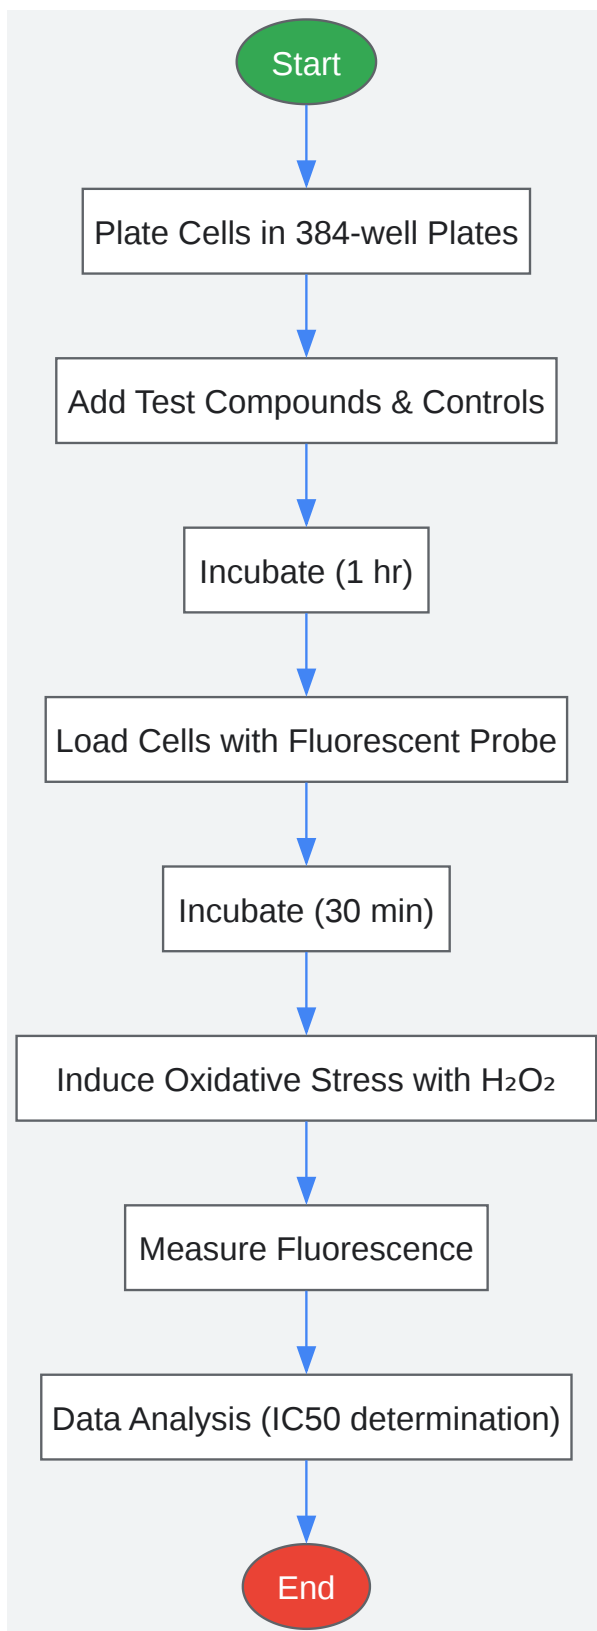 Start
Plate Cells in 384-well Plates
Add Test Compounds & Controls
Incubate (1 hr)
Load Cells with Fluorescent Probe
Incubate (30 min)
Induce Oxidative Stress with H₂O₂
Measure Fluorescence
Data Analysis (IC50 determination)
End